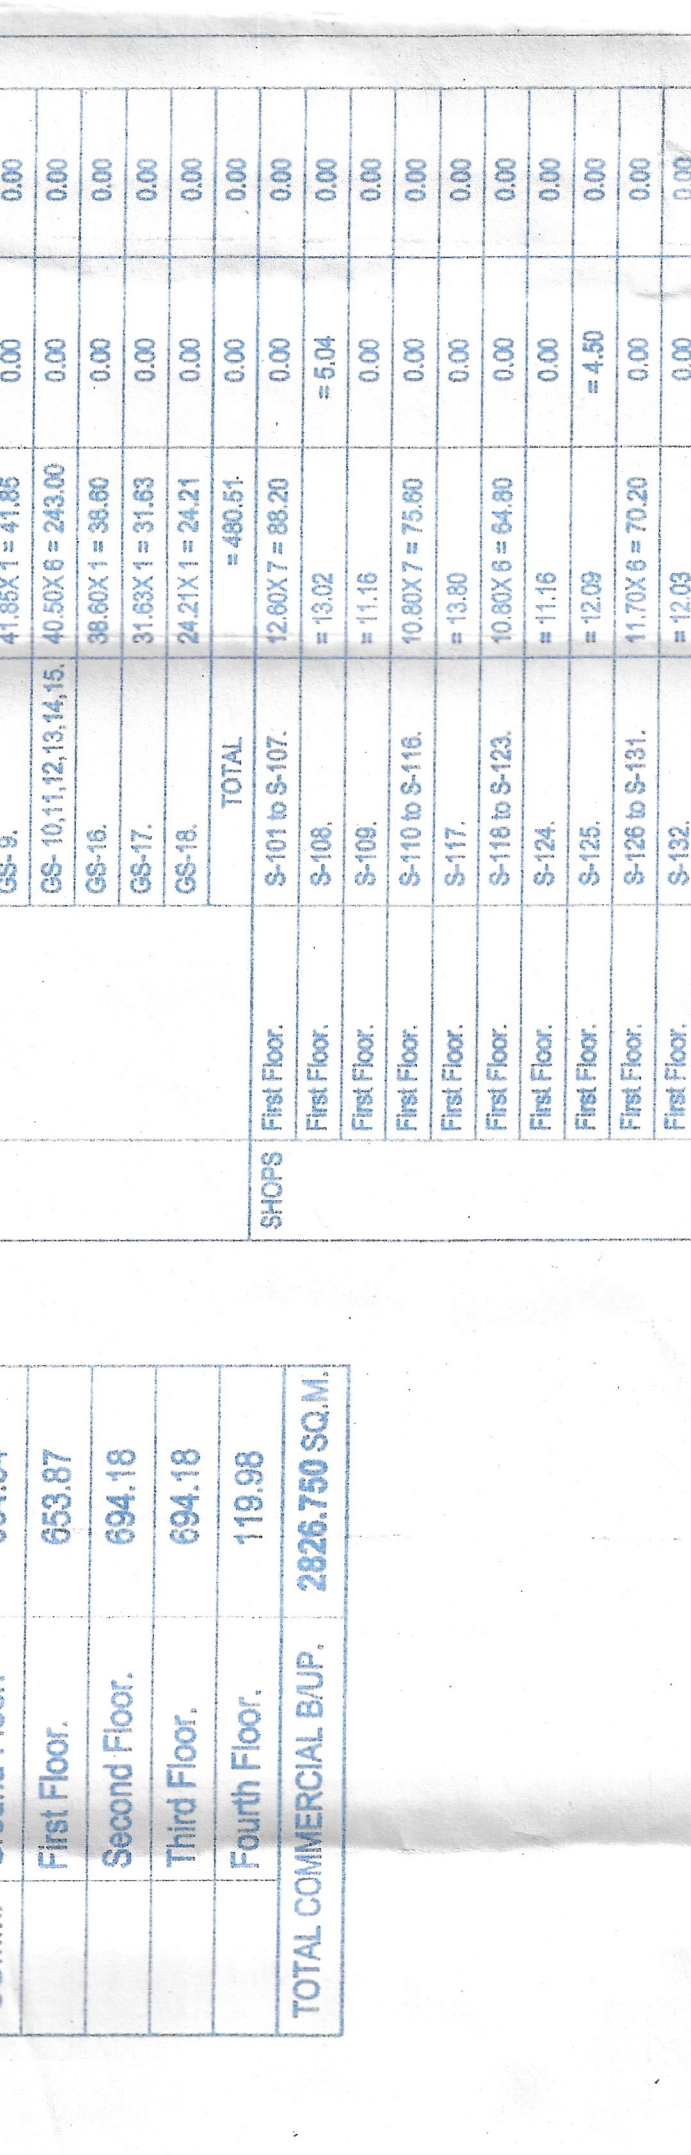 First Floor. 653.87
Second Floor. 694.18
Third Floor. 694.18
Fourth Floor. 119.98
TOTAL COMMERCIAL B/UP. 2826.750 SQ.M.
GS-9. 41.85X 1 = 41.85 0.00 0.00
GS- 10,11,12,13,14,15. 40.50X 6 = 243.00 0.00 0.00
GS-16. 38.60X 1 = 38.60 0.00 0.00
GS-17. 31.63X 1 = 31.63 0.00 0.00
GS-18. 24.21X 1 = 24.21 0.00 0.00
TOTAL = 480.51 0.00 0.00
SHOPS First Floor. S-101 to S-107. 12.60X 7 = 88.20 0.00 0.00
First Floor. S-108. = 13.02 = 5.04 0.00
First Floor. S-109. = 11.16 0.00 0.00
First Floor. S-110 to S-116. 10.80X 7 = 75.60 0.00 0.00
First Floor. S-117. = 13.80 0.00 0.00
First Floor. S-118 to S-123. 10.80X 6 = 64.80 0.00 0.00
First Floor. S-124. = 11.16 0.00 0.00
First Floor. S-125. = 12.09 = 4.50 0.00
First Floor. S-126 to S-131. 11.70X 6 = 70.20 0.00 0.00
First Floor. S-132. = 12.03 0.00 0.00